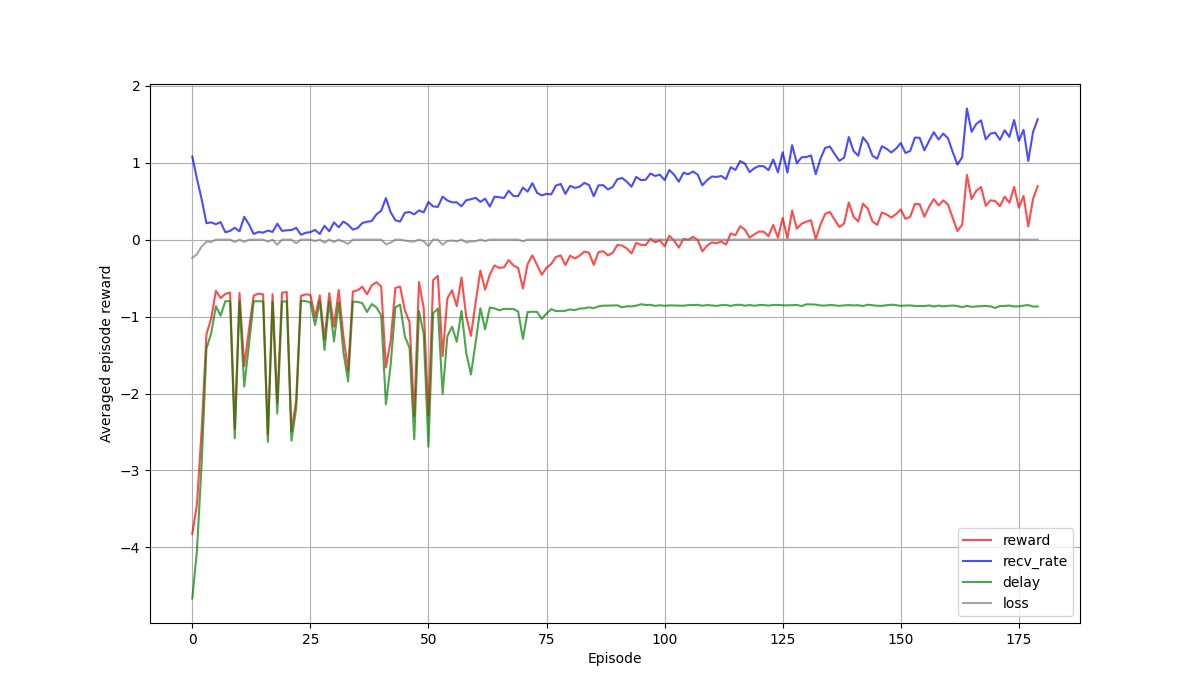 2
1
0
−1
−2
−3
−4
0 25 50 75 100 125 150 175
Averaged episode reward
Episode
reward
recv_rate
delay
loss